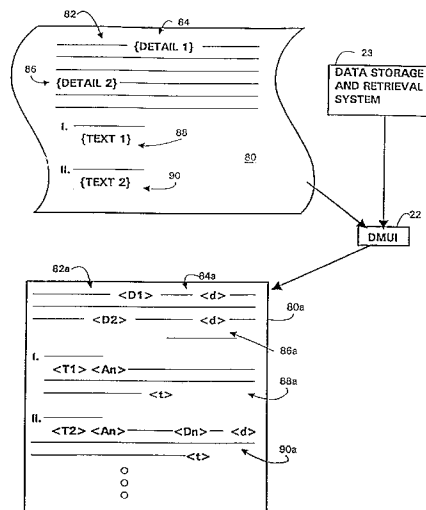 82
84
{DETAIL 1}
86
{DETAIL 2}
I.
{TEXT 1}
88
II.
{TEXT 2}
90
80
23
DATA STORAGE
AND RETRIEVAL
SYSTEM
22
DMUI
82a
84a
<D1> <d>
80a
<D2> <d>
86a
I.
<T1> <An>
<t>
88a
II.
<T2> <An> <Dn> <d>
90a
<t>